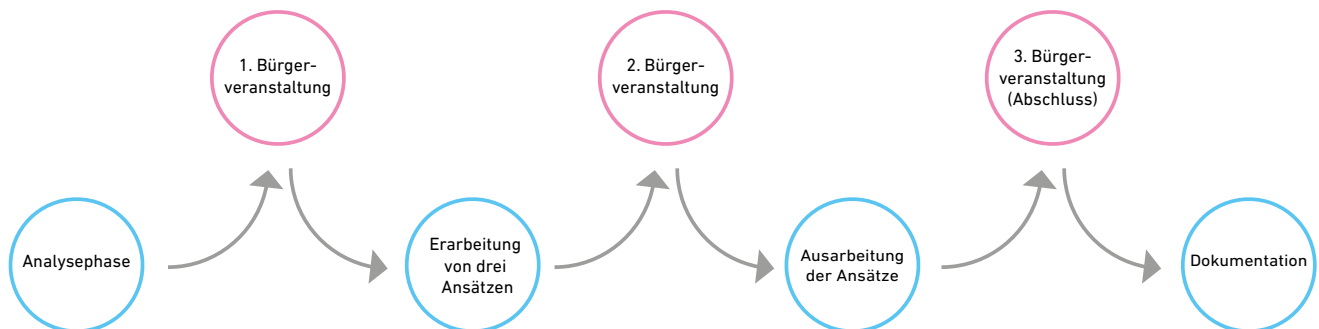 1. Bürger-
veranstaltung
2. Bürger-
veranstaltung
3. Bürger-
veranstaltung
(Abschluss)
Analysephase
Erarbeitung
von drei
Ansätzen
Ausarbeitung
der Ansätze
Dokumentation